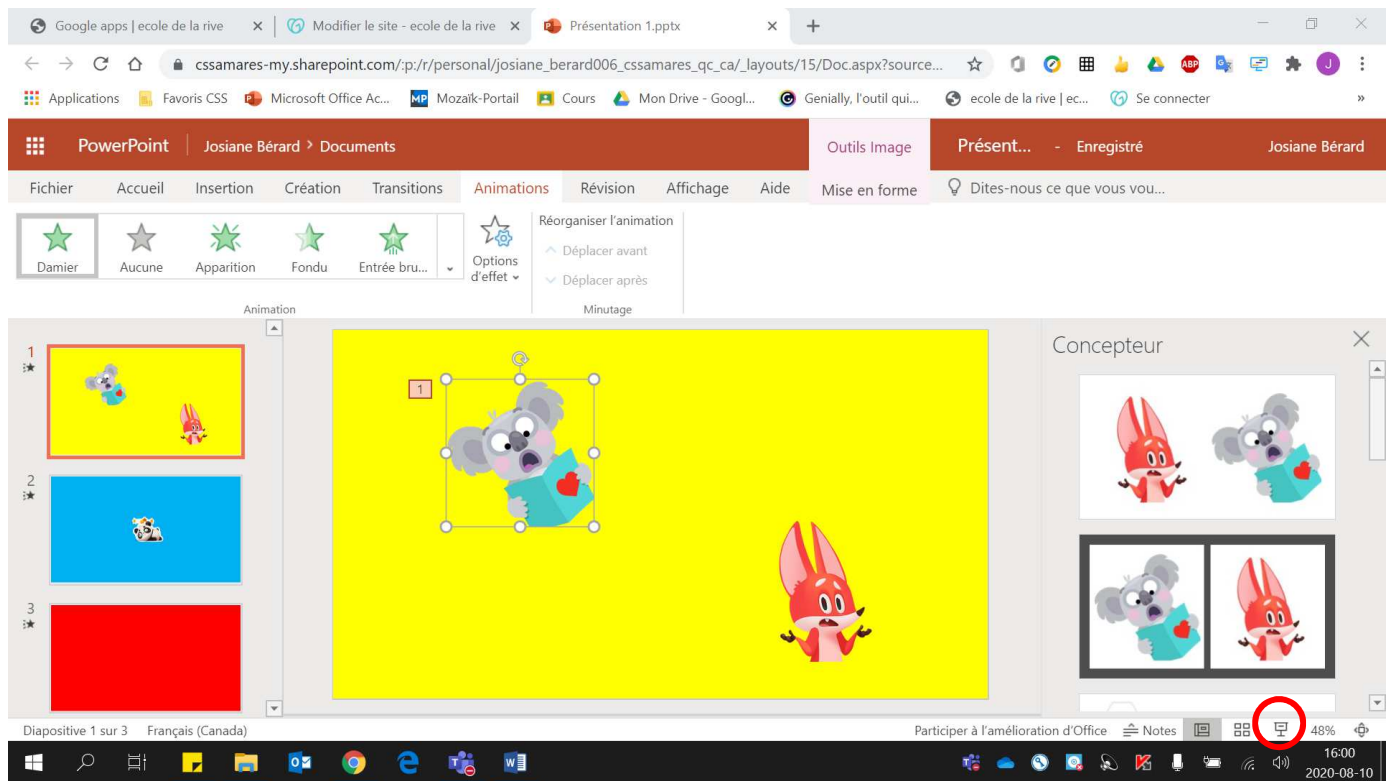 Google apps | ecole de la rive
Modifier le site - ecole de la rive
Présentation 1.pptx
cssamares-my.sharepoint.com/:p:/r/personal/josiane_berard006_cssamares_qc_ca/_layouts/15/Doc.aspx?source...
ABP
J
Applications
Favoris CSS
Microsoft Office Ac...
MP
Mozaïk-Portail
Cours
Mon Drive - Googl...
Genially, l'outil qui...
ecole de la rive | ec...
Se connecter
»
PowerPoint
Josiane Bérard > Documents
Outils Image
Présent... - Enregistré
Josiane Bérard
Fichier
Accueil
Insertion
Création
Transitions
Animations
Révision
Affichage
Aide
Mise en forme
Dites-nous ce que vous vou...
Damier
Aucune
Apparition
Fondu
Entrée bru...
Options
d'effet
Réorganiser l'animation
Déplacer avant
Déplacer après
Animation
Minutage
1
2
3
1
Concepteur
Diapositive 1 sur 3
Français (Canada)
Participer à l'amélioration d'Office
Notes
48%
16:00
2020-08-10